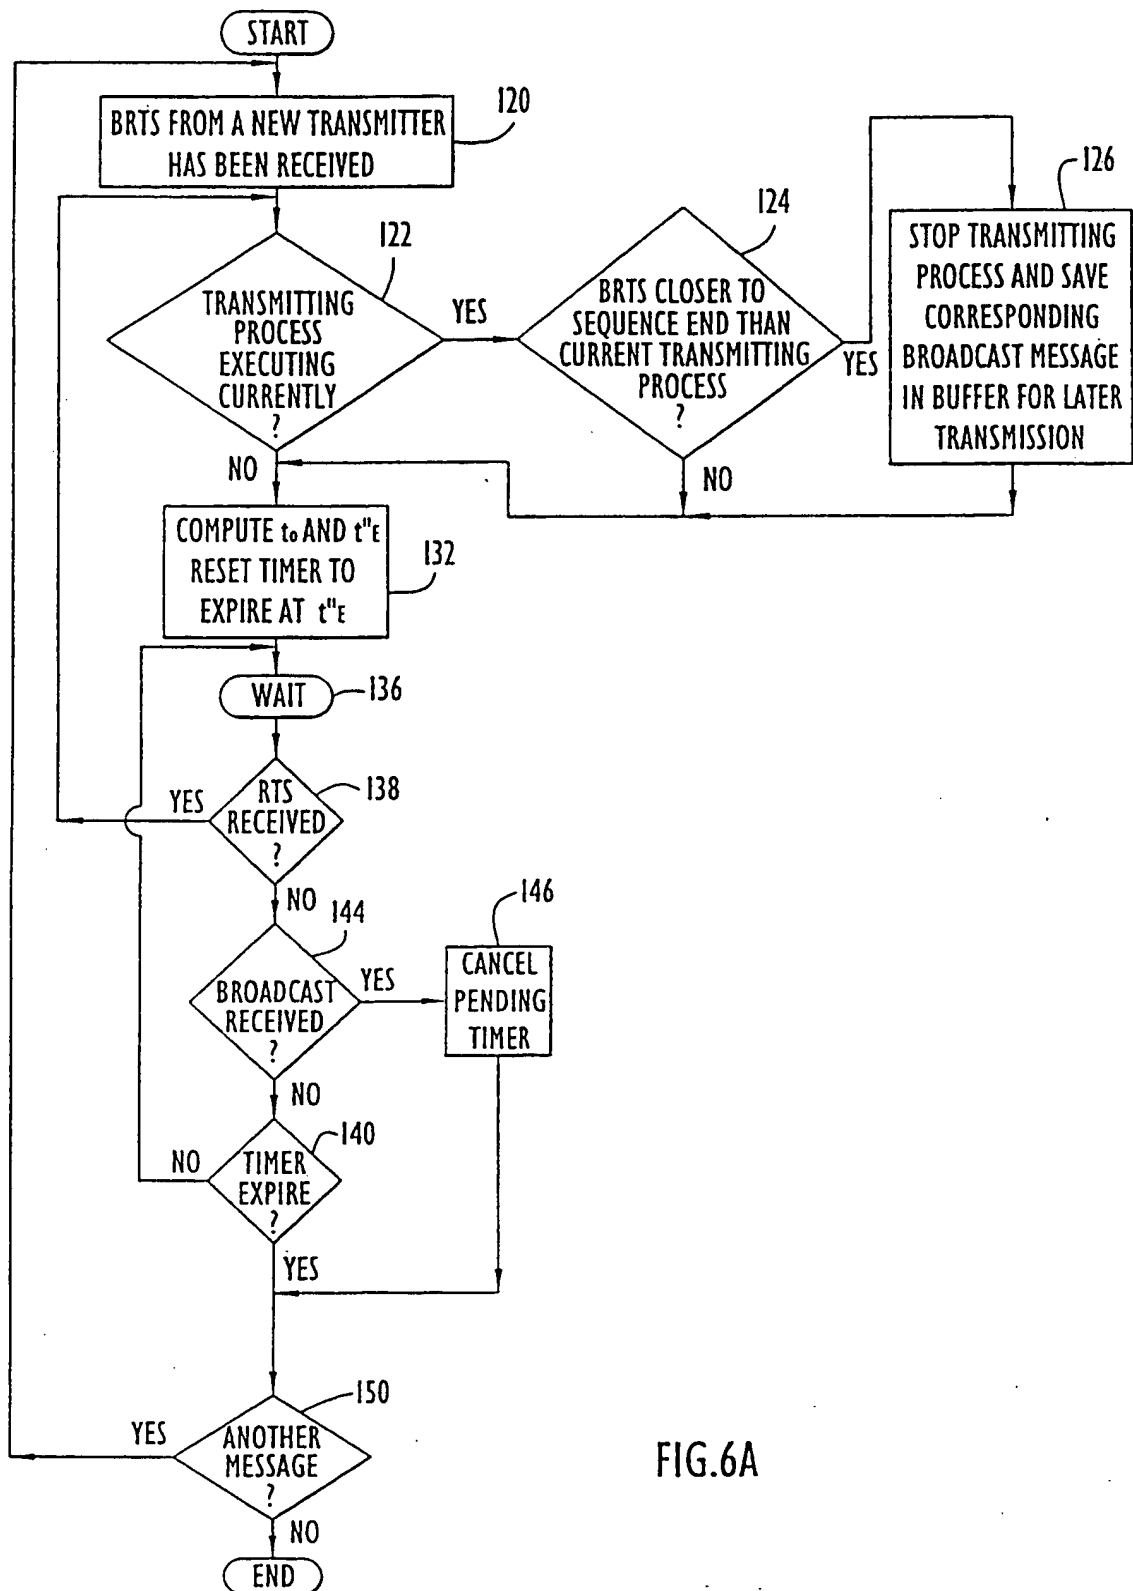 START
BRTS FROM A NEW TRANSMITTER
HAS BEEN RECEIVED
120
TRANSMITTING
PROCESS
EXECUTING
CURRENTLY
?
122
YES
NO
BRTS CLOSER TO
SEQUENCE END THAN
CURRENT TRANSMITTING
PROCESS
?
124
YES
NO
STOP TRANSMITTING
PROCESS AND SAVE
CORRESPONDING
BROADCAST MESSAGE
IN BUFFER FOR LATER
TRANSMISSION
126
COMPUTE t₀ AND t"E
RESET TIMER TO
EXPIRE AT t"E
132
WAIT
136
RTS
RECEIVED
?
138
YES
NO
BROADCAST
RECEIVED
?
144
YES
NO
CANCEL
PENDING
TIMER
146
TIMER
EXPIRE
?
140
NO
YES
ANOTHER
MESSAGE
?
150
YES
NO
END
FIG.6A